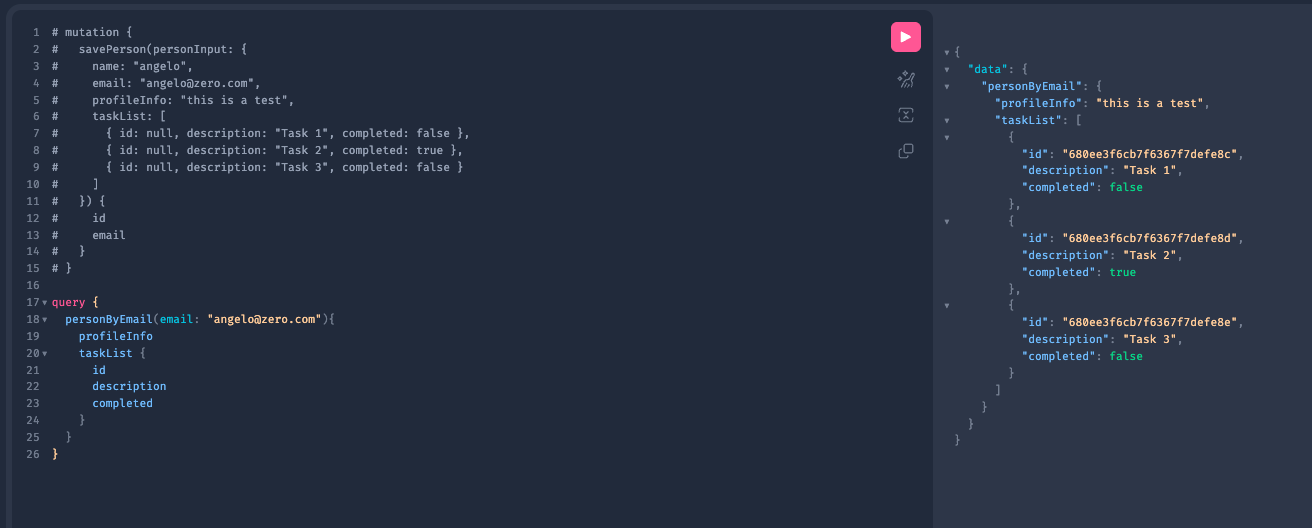 1 # mutation {
2 #   savePerson(personInput: {
3 #     name: "angelo",
4 #     email: "angelo@zero.com",
5 #     profileInfo: "this is a test",
6 #     taskList: [
7 #       { id: null, description: "Task 1", completed: false },
8 #       { id: null, description: "Task 2", completed: true },
9 #       { id: null, description: "Task 3", completed: false }
10 #     ]
11 #   }) {
12 #     id
13 #     email
14 #   }
15 # }
16
17 query {
18   personByEmail(email: "angelo@zero.com"){
19     profileInfo
20     taskList {
21       id
22       description
23       completed
24     }
25   }
26 }
{
  "data": {
    "personByEmail": {
      "profileInfo": "this is a test",
      "taskList": [
        {
          "id": "680ee3f6cb7f6367f7defe8c",
          "description": "Task 1",
          "completed": false
        },
        {
          "id": "680ee3f6cb7f6367f7defe8d",
          "description": "Task 2",
          "completed": true
        },
        {
          "id": "680ee3f6cb7f6367f7defe8e",
          "description": "Task 3",
          "completed": false
        }
      ]
    }
  }
}